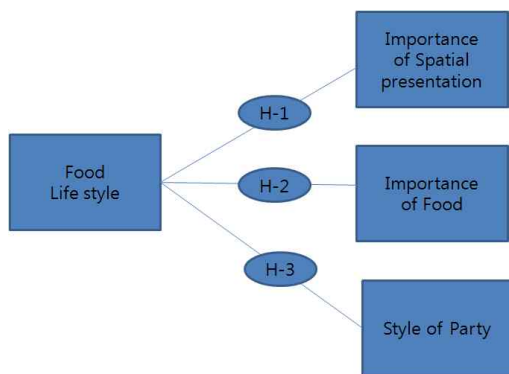 Importance
of Spatial
presentation
H-1
Food
Life style
H-2
Importance
of Food
H-3
Style of Party